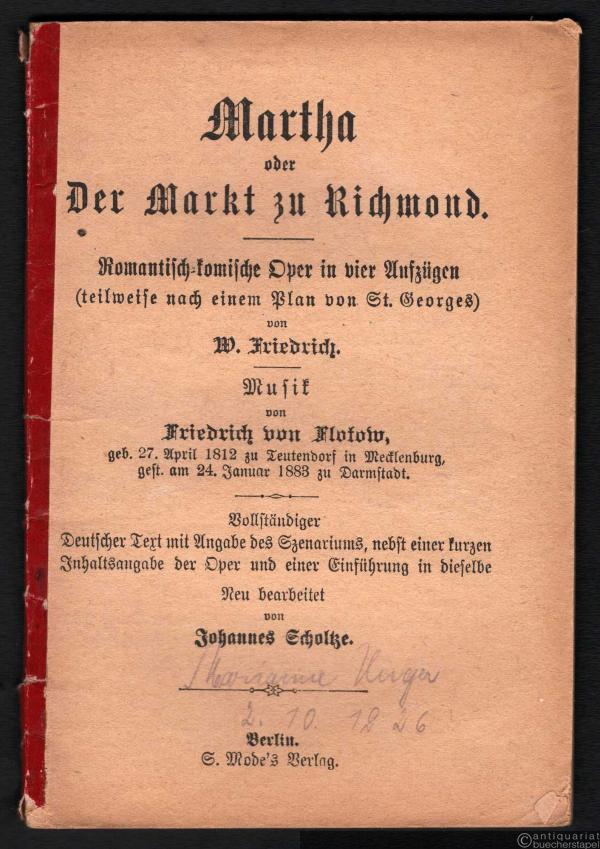 Martha
oder
Der Markt zu Richmond.
Romantisch-komische Oper in vier Aufzügen
(teilweise nach einem Plan von St. Georges)
von
W. Friedrich.
Musik
von
Friedrich von Flotow,
geb. 27. April 1812 zu Teutendorf in Mecklenburg,
gest. am 24. Januar 1883 zu Darmstadt.
Vollständiger
Deutscher Text mit Angabe des Szenariums, nebst einer kurzen
Inhaltsangabe der Oper und einer Einführung in dieselbe
Neu bearbeitet
von
Johannes Scholtze.
Marianne
2. 10. 1926
Berlin.
S. Mode's Verlag.
antiquariat
buecherstapel